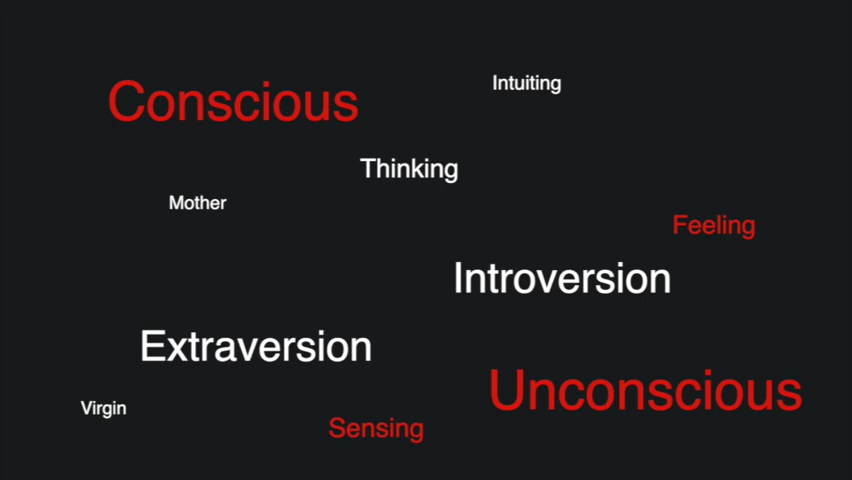 Conscious
Intuiting
Thinking
Mother
Feeling
Introversion
Extraversion
Unconscious
Virgin
Sensing